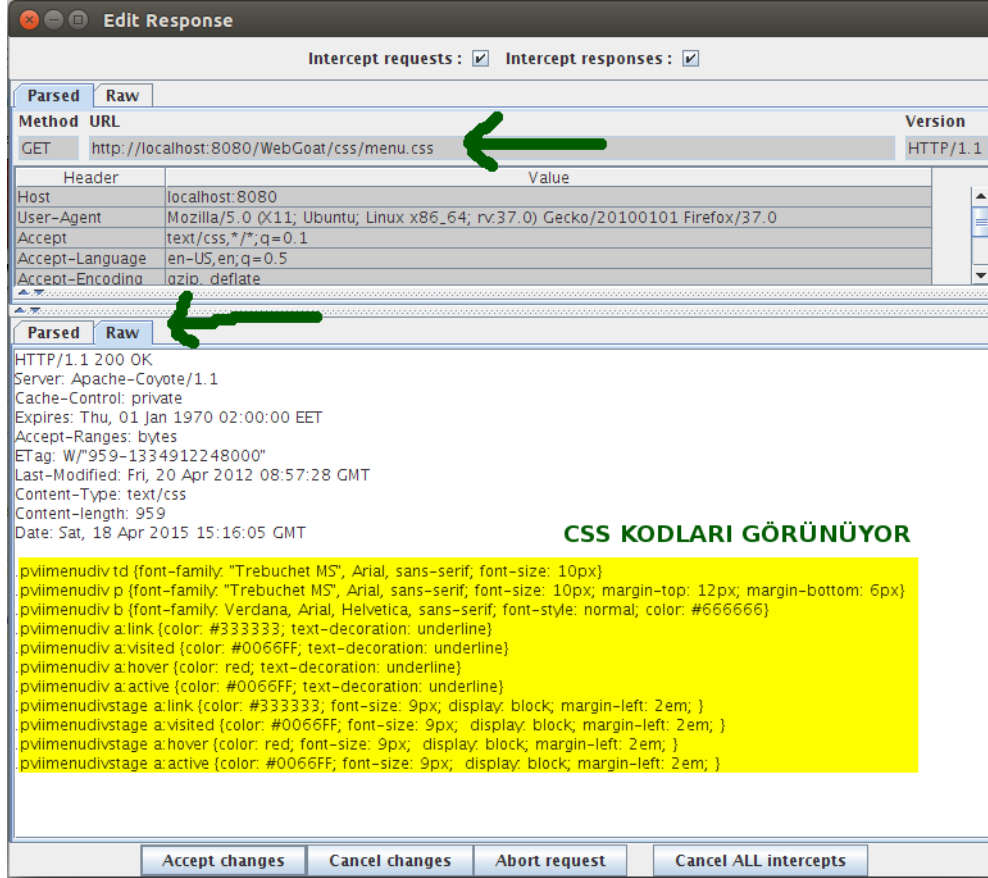 Edit Response
Intercept requests : Intercept responses :
Parsed Raw
Method URL Version
GET http://localhost:8080/WebGoat/css/menu.css HTTP/1.1
Header Value
Host localhost:8080
User-Agent Mozilla/5.0 (X11; Ubuntu; Linux x86_64; rv:37.0) Gecko/20100101 Firefox/37.0
Accept text/css,*/*;q=0.1
Accept-Language en-US,en;q=0.5
Accept-Encoding gzip, deflate
Parsed Raw
HTTP/1.1 200 OK
Server: Apache-Coyote/1.1
Cache-Control: private
Expires: Thu, 01 Jan 1970 02:00:00 EET
Accept-Ranges: bytes
ETag: W/"959-1334912248000"
Last-Modified: Fri, 20 Apr 2012 08:57:28 GMT
Content-Type: text/css
Content-length: 959
Date: Sat, 18 Apr 2015 15:16:05 GMT
CSS KODLARI GÖRÜNÜYOR
.pviimenudiv td {font-family: "Trebuchet MS", Arial, sans-serif; font-size: 10px}
.pviimenudiv p {font-family: "Trebuchet MS", Arial, sans-serif; font-size: 10px; margin-top: 12px; margin-bottom: 6px}
.pviimenudiv b {font-family: Verdana, Arial, Helvetica, sans-serif; font-style: normal; color: #666666}
.pviimenudiv a:link {color: #333333; text-decoration: underline}
.pviimenudiv a:visited {color: #0066FF; text-decoration: underline}
.pviimenudiv a:hover {color: red; text-decoration: underline}
.pviimenudiv a:active {color: #0066FF; text-decoration: underline}
.pviimenudivstage a:link {color: #333333; font-size: 9px; display: block; margin-left: 2em; }
.pviimenudivstage a:visited {color: #0066FF; font-size: 9px;  display: block; margin-left: 2em; }
.pviimenudivstage a:hover {color: red; font-size: 9px;  display: block; margin-left: 2em; }
.pviimenudivstage a:active {color: #0066FF; font-size: 9px;  display: block; margin-left: 2em; }
Accept changes Cancel changes Abort request Cancel ALL intercepts